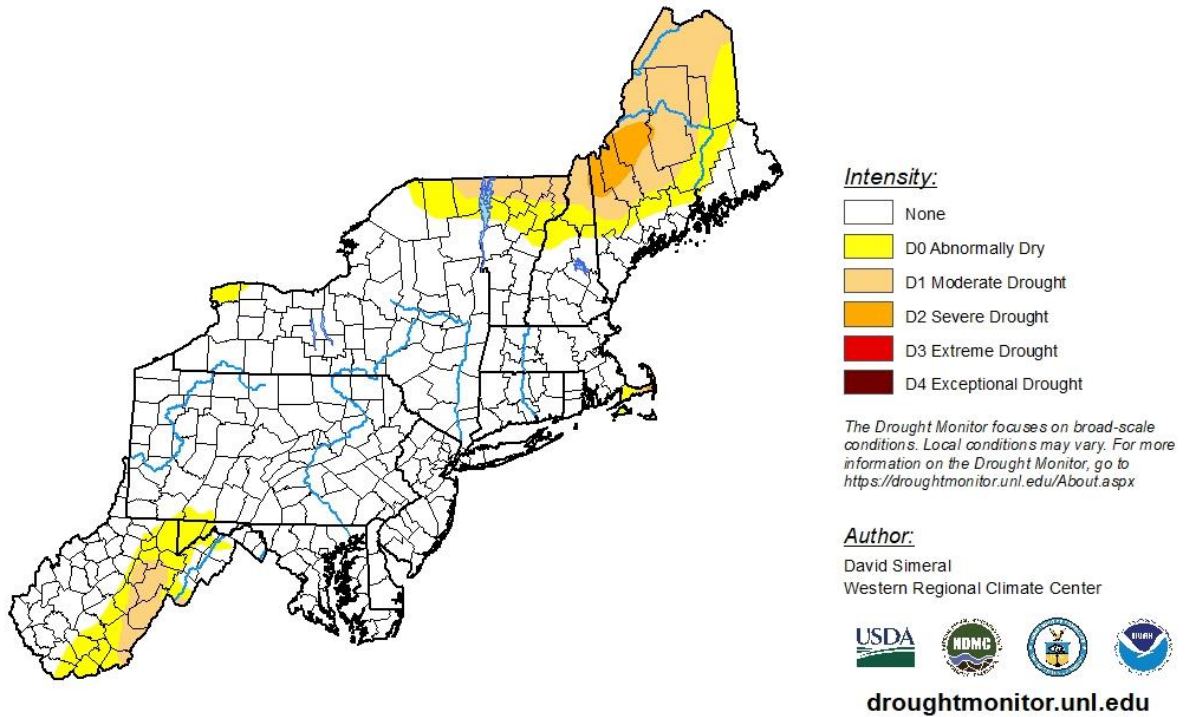 Intensity:
None
D0 Abnormally Dry
D1 Moderate Drought
D2 Severe Drought
D3 Extreme Drought
D4 Exceptional Drought
The Drought Monitor focuses on broad-scale
conditions. Local conditions may vary. For more
information on the Drought Monitor, go to
https://droughtmonitor.unl.edu/About.aspx
Author:
David Simeral
Western Regional Climate Center
USDA
NDMC
NOAA
droughtmonitor.unl.edu